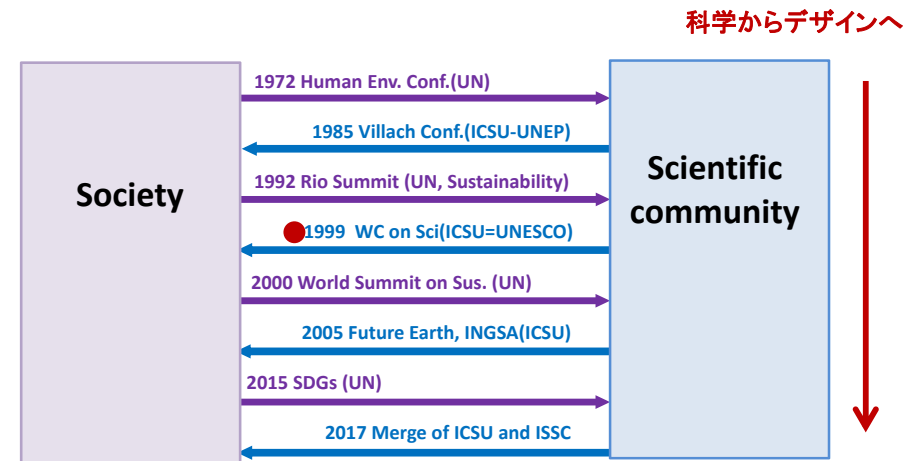 科学からデザインへ
1972 Human Env. Conf.(UN)
1985 Villach Conf.(ICSU-UNEP)
Society
1992 Rio Summit (UN, Sustainability)
Scientific
community
1999 WC on Sci(ICSU=UNESCO)
2000 World Summit on Sus. (UN)
2005 Future Earth, INGSA(ICSU)
2015 SDGs (UN)
2017 Merge of ICSU and ISSC